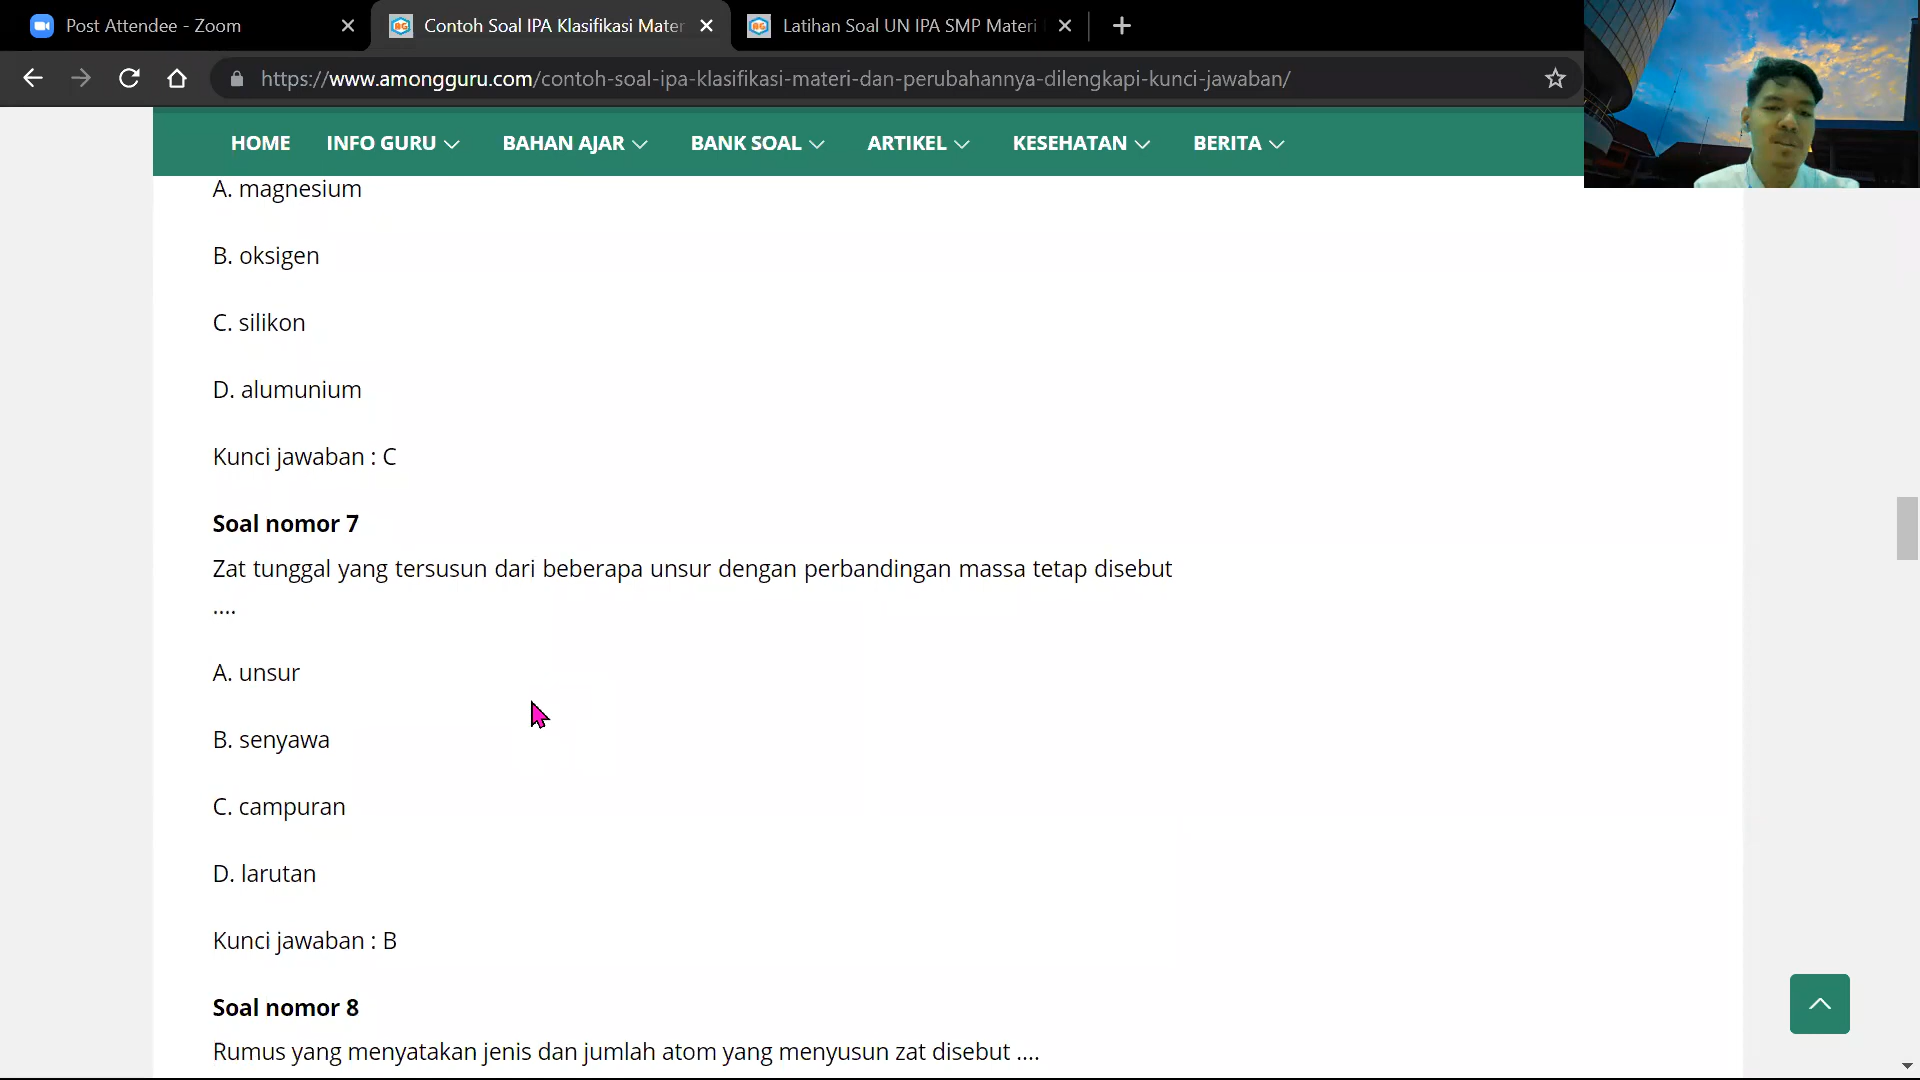 Post Attendee - Zoom
Contoh Soal IPA Klasifikasi Mater
Latihan Soal UN IPA SMP Materi
https://www.amongguru.com/contoh-soal-ipa-klasifikasi-materi-dan-perubahannya-dilengkapi-kunci-jawaban/
HOME INFO GURU BAHAN AJAR BANK SOAL ARTIKEL KESEHATAN BERITA
A. magnesium
B. oksigen
C. silikon
D. alumunium
Kunci jawaban : C
Soal nomor 7
Zat tunggal yang tersusun dari beberapa unsur dengan perbandingan massa tetap disebut
....
A. unsur
B. senyawa
C. campuran
D. larutan
Kunci jawaban : B
Soal nomor 8
Rumus yang menyatakan jenis dan jumlah atom yang menyusun zat disebut ....